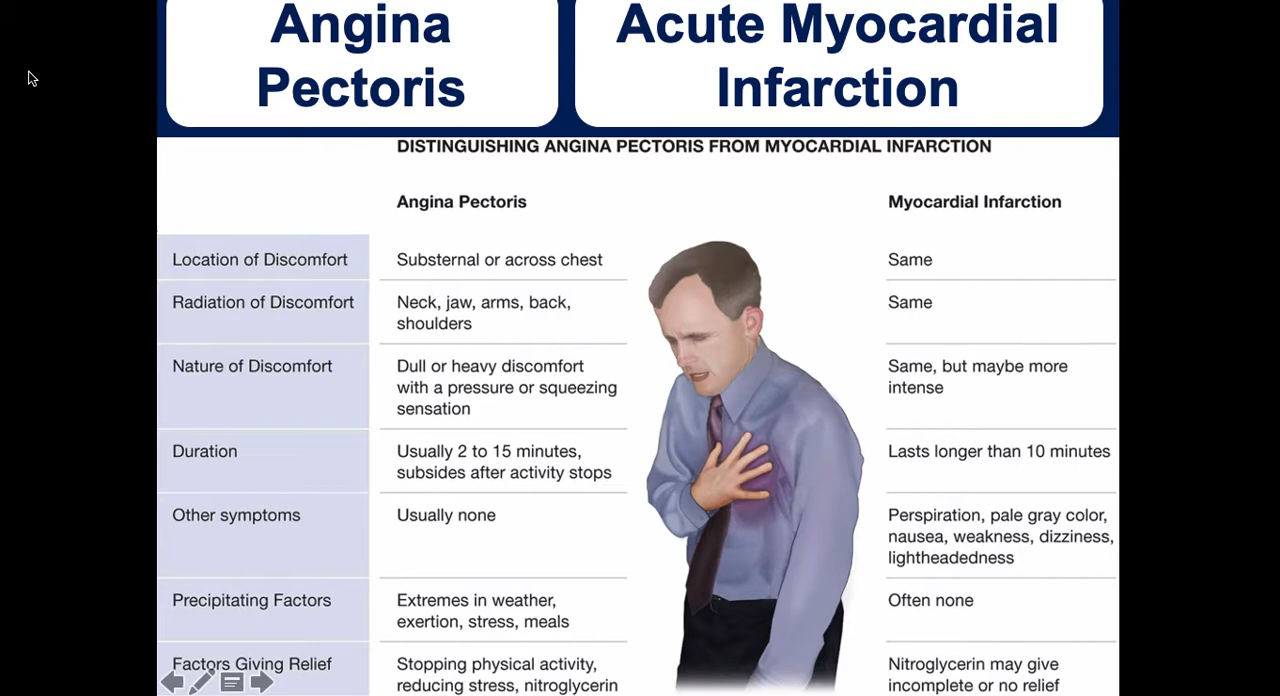 Angina
Pectoris
Acute Myocardial
Infarction
DISTINGUISHING ANGINA PECTORIS FROM MYOCARDIAL INFARCTION
Angina Pectoris
Myocardial Infarction
Location of Discomfort
Substernal or across chest
Same
Radiation of Discomfort
Neck, jaw, arms, back,
shoulders
Same
Nature of Discomfort
Dull or heavy discomfort
with a pressure or squeezing
sensation
Same, but maybe more
intense
Duration
Usually 2 to 15 minutes,
subsides after activity stops
Lasts longer than 10 minutes
Other symptoms
Usually none
Perspiration, pale gray color,
nausea, weakness, dizziness,
lightheadedness
Precipitating Factors
Extremes in weather,
exertion, stress, meals
Often none
Factors Giving Relief
Stopping physical activity,
reducing stress, nitroglycerin
Nitroglycerin may give
incomplete or no relief